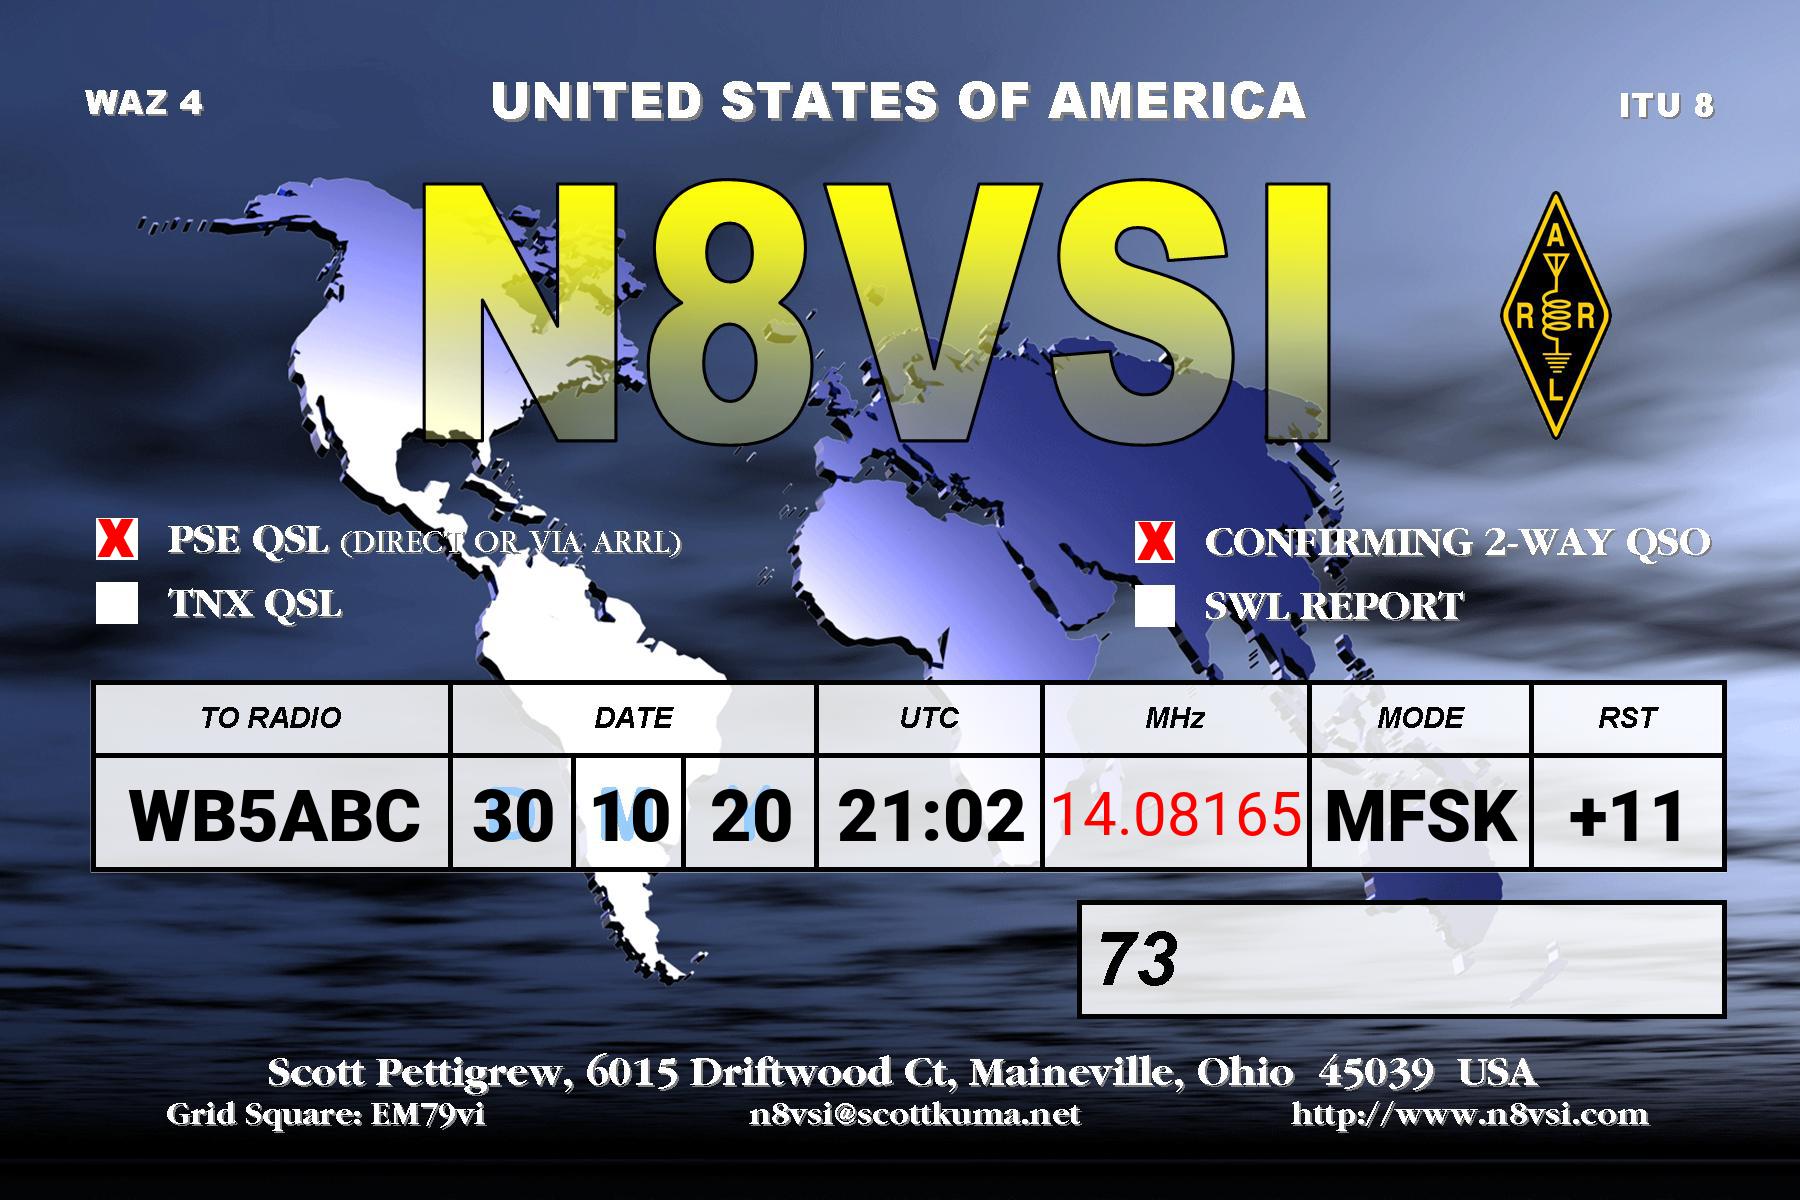 WAZ 4 UNITED STATES OF AMERICA ITU 8
N8VSI
A
R R
L
X PSE QSL (DIRECT OR VIA ARRL) X CONFIRMING 2-WAY QSO
TNX QSL SWL REPORT
TO RADIO DATE UTC MHz MODE RST
D M Y
WB5ABC 30 10 20 21:02 14.08165 MFSK +11
73
Scott Pettigrew, 6015 Driftwood Ct, Maineville, Ohio 45039 USA
Grid Square: EM79vi n8vsi@scottkuma.net http://www.n8vsi.com